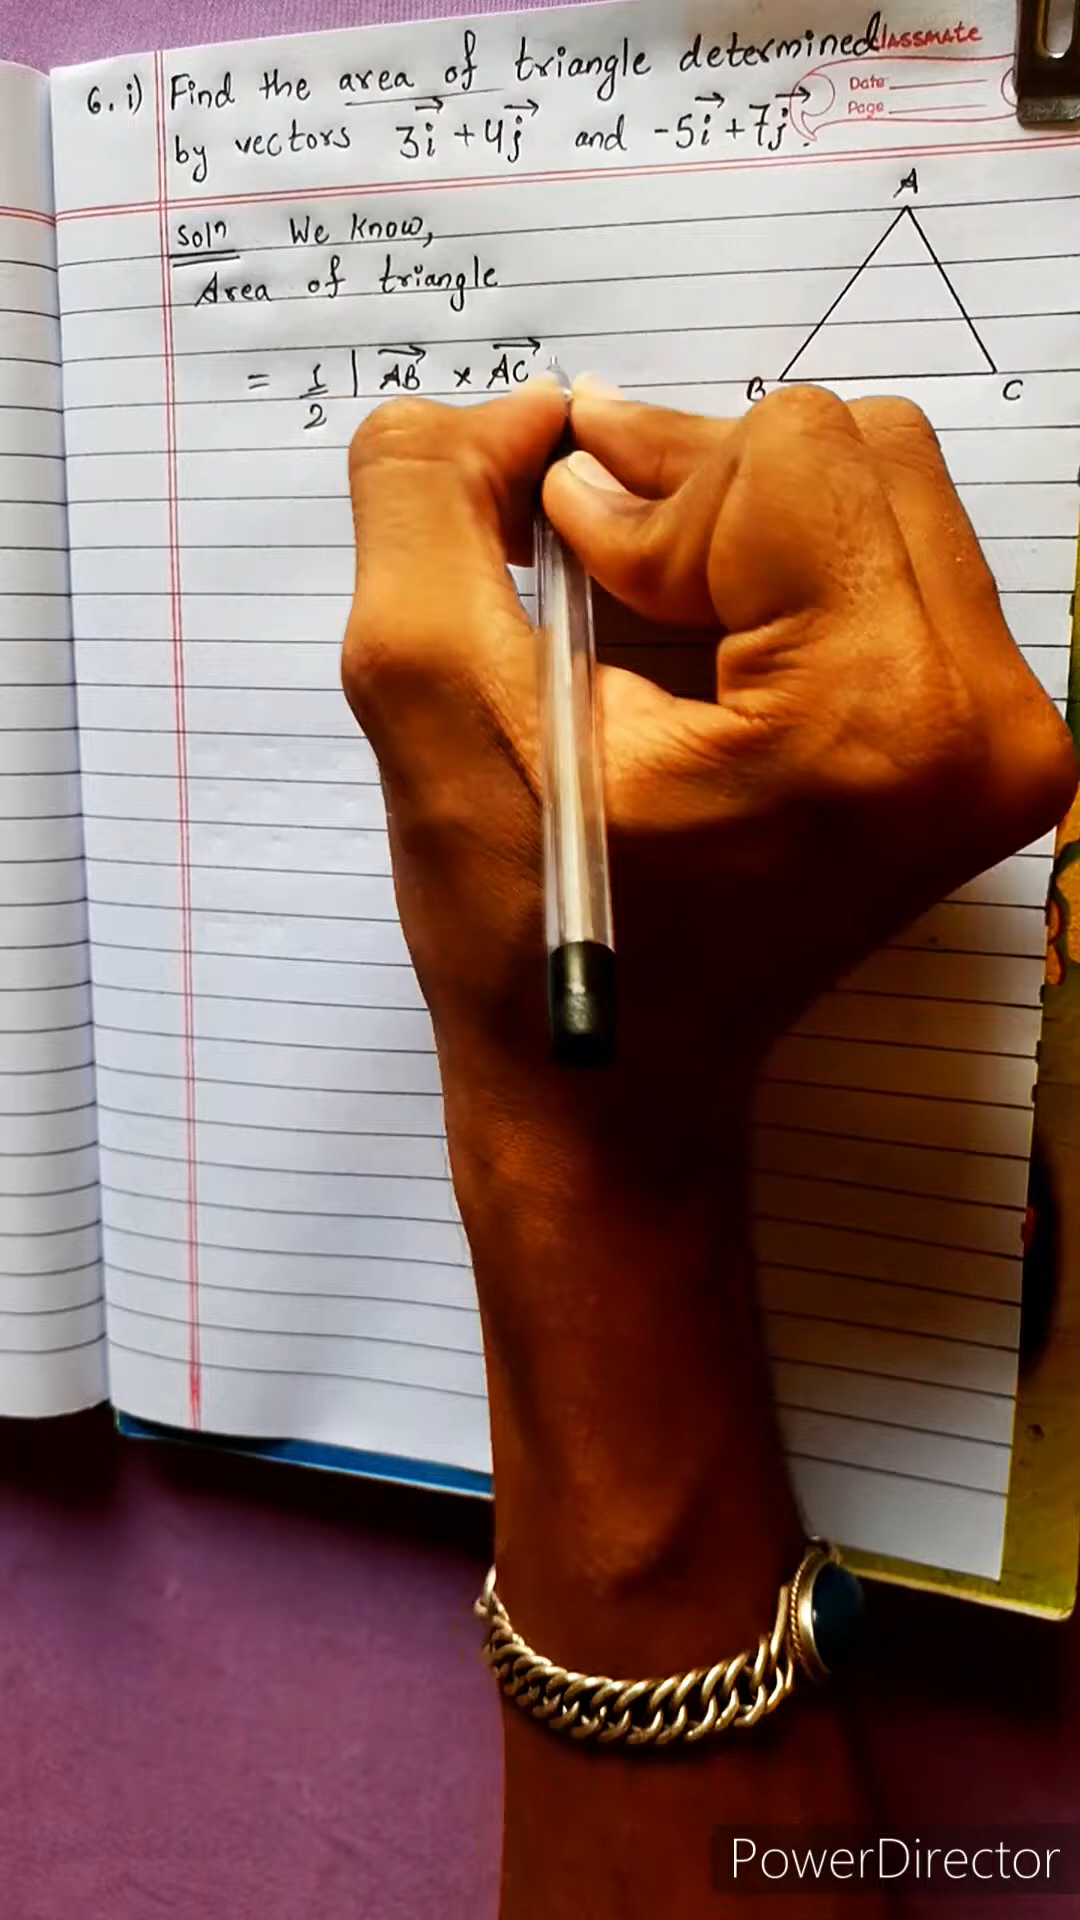 6. i) Find the area of triangle determined
classmate
Date
Page
by vectors 3i⃗ + 4j⃗ and -5i⃗ + 7j⃗.
Soln We know,
Area of triangle
= 1/2 | AB⃗ × AC⃗
A
B
C
PowerDirector